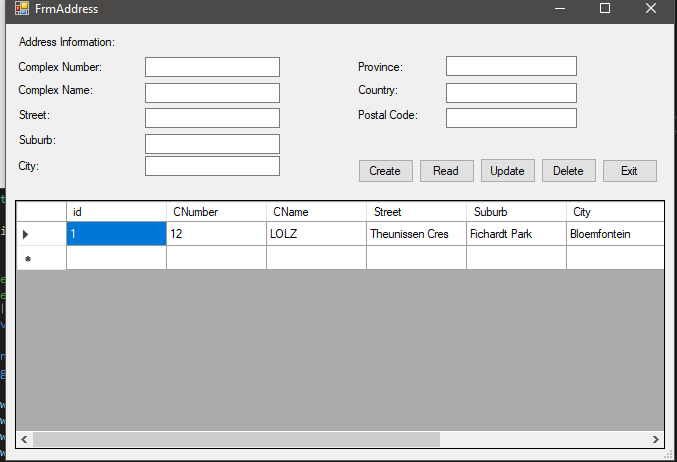 FrmAddress
Address Information:
Complex Number:
Complex Name:
Street:
Suburb:
City:
Province:
Country:
Postal Code:
Create Read Update Delete Exit
id CNumber CName Street Suburb City
1 12 LOLZ Theunissen Cres Fichardt Park Bloemfontein